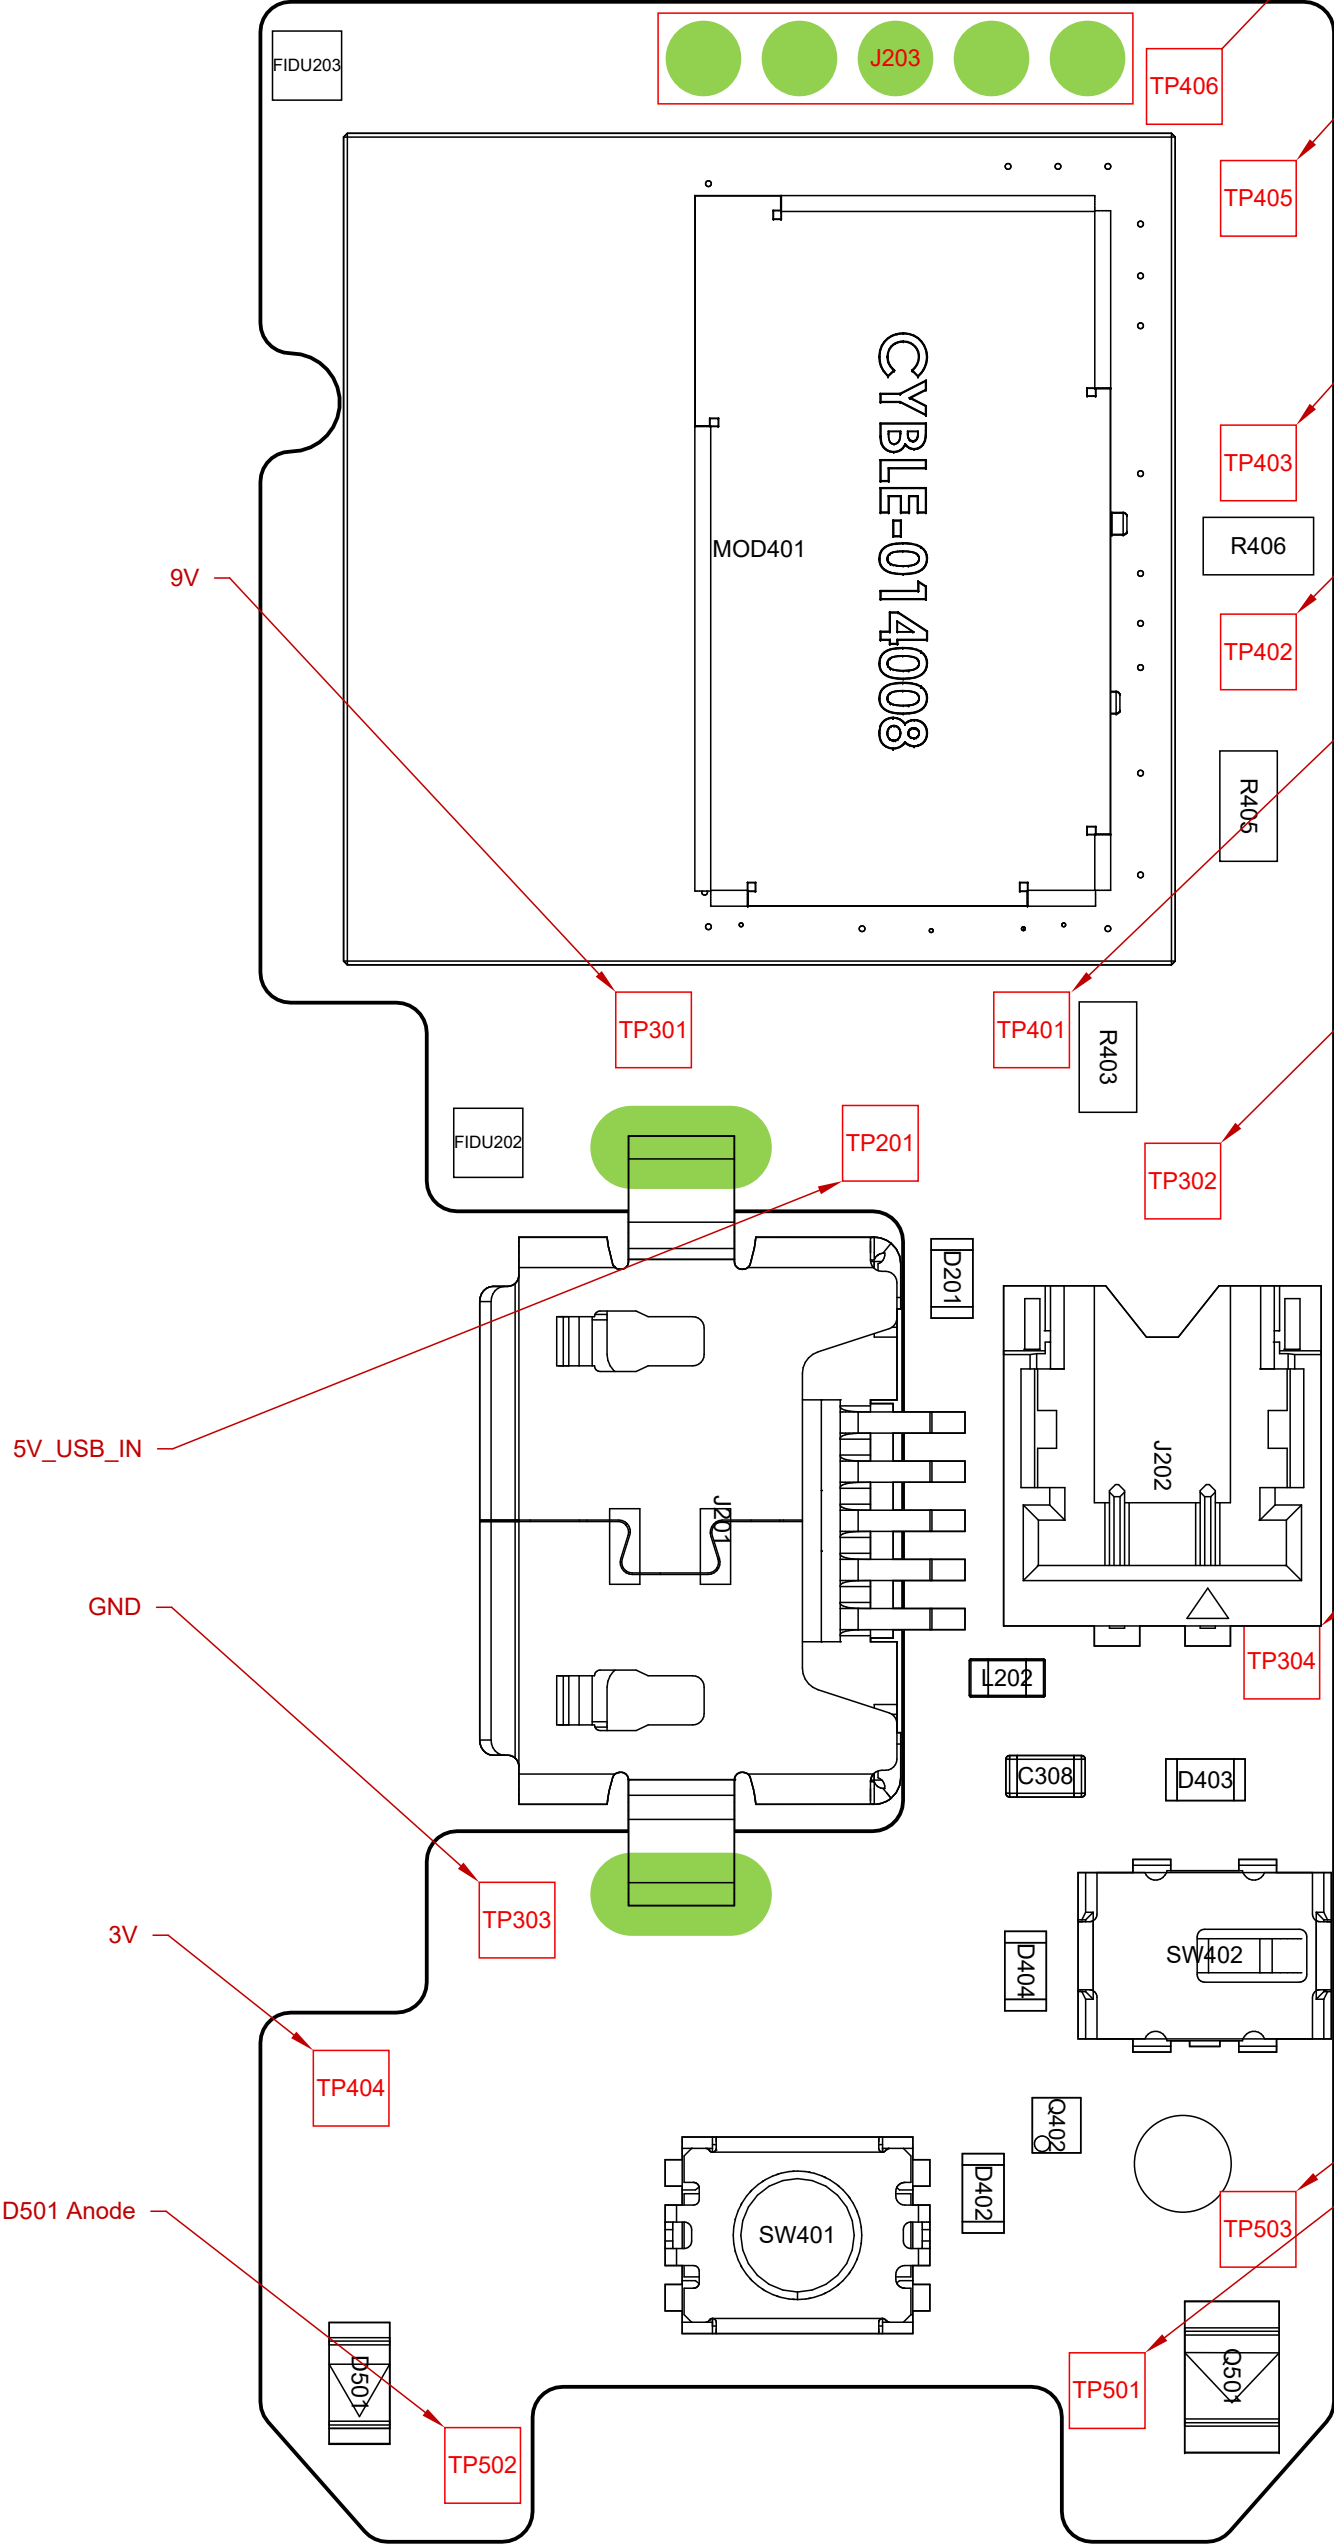 J203
FIDU203
TP406
TP405
CYBLE-014008
TP403
R406
MOD401
9V
TP402
R405
TP301
TP401
R403
FIDU202
TP201
TP302
D201
5V_USB_IN
J202
J201
GND
TP304
L202
C308
D403
TP303
3V
SW402
D404
TP404
Q402
D402
D501 Anode
TP503
SW401
D501
Q501
TP501
TP502